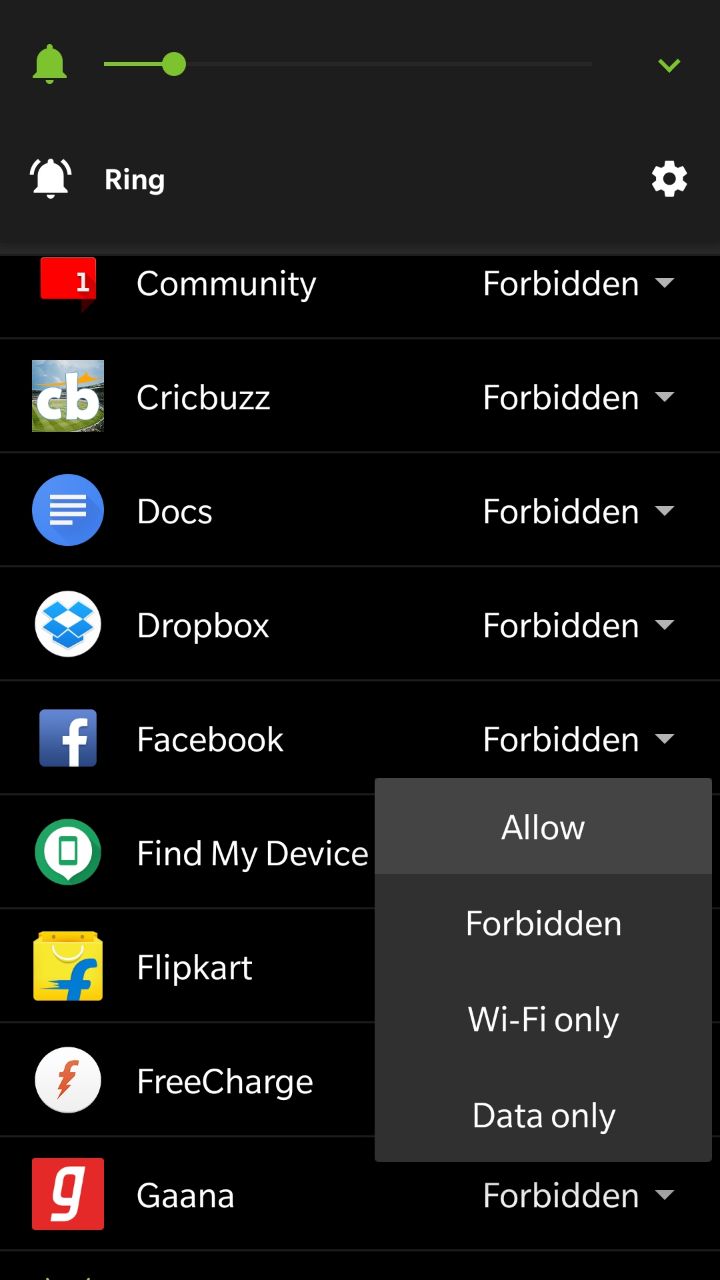 Ring
1
Community Forbidden
cb
Cricbuzz Forbidden
Docs Forbidden
Dropbox Forbidden
f
Facebook Forbidden
Allow
Find My Device
Forbidden
f
Flipkart
Wi-Fi only
FreeCharge
Data only
g
Gaana Forbidden